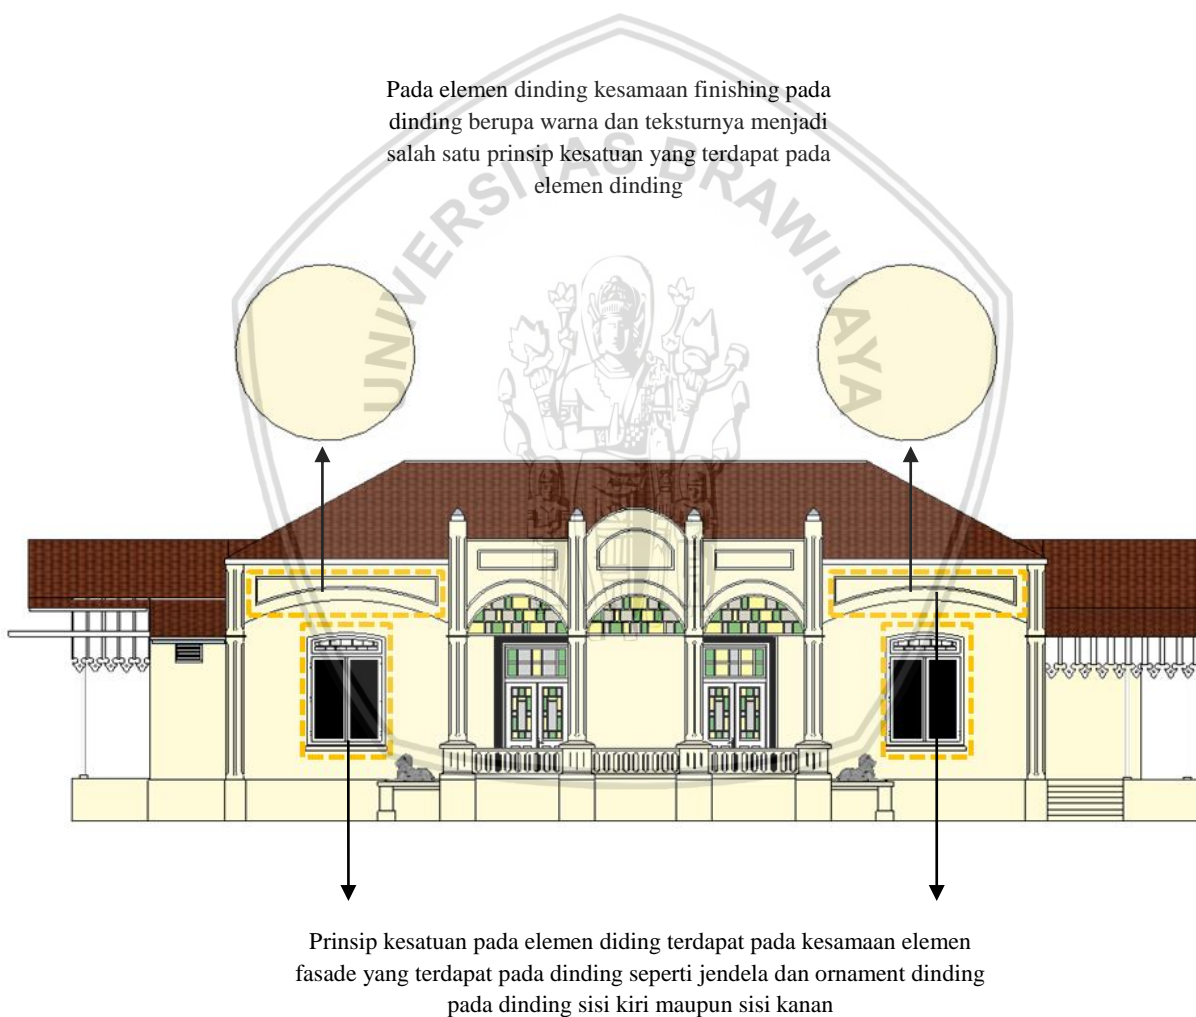 Pada elemen dinding kesamaan finishing pada
dinding berupa warna dan teksturnya menjadi
salah satu prinsip kesatuan yang terdapat pada
elemen dinding
UNIVERSITAS BRAWIJAYA
Prinsip kesatuan pada elemen diding terdapat pada kesamaan elemen
fasade yang terdapat pada dinding seperti jendela dan ornament dinding
pada dinding sisi kiri maupun sisi kanan